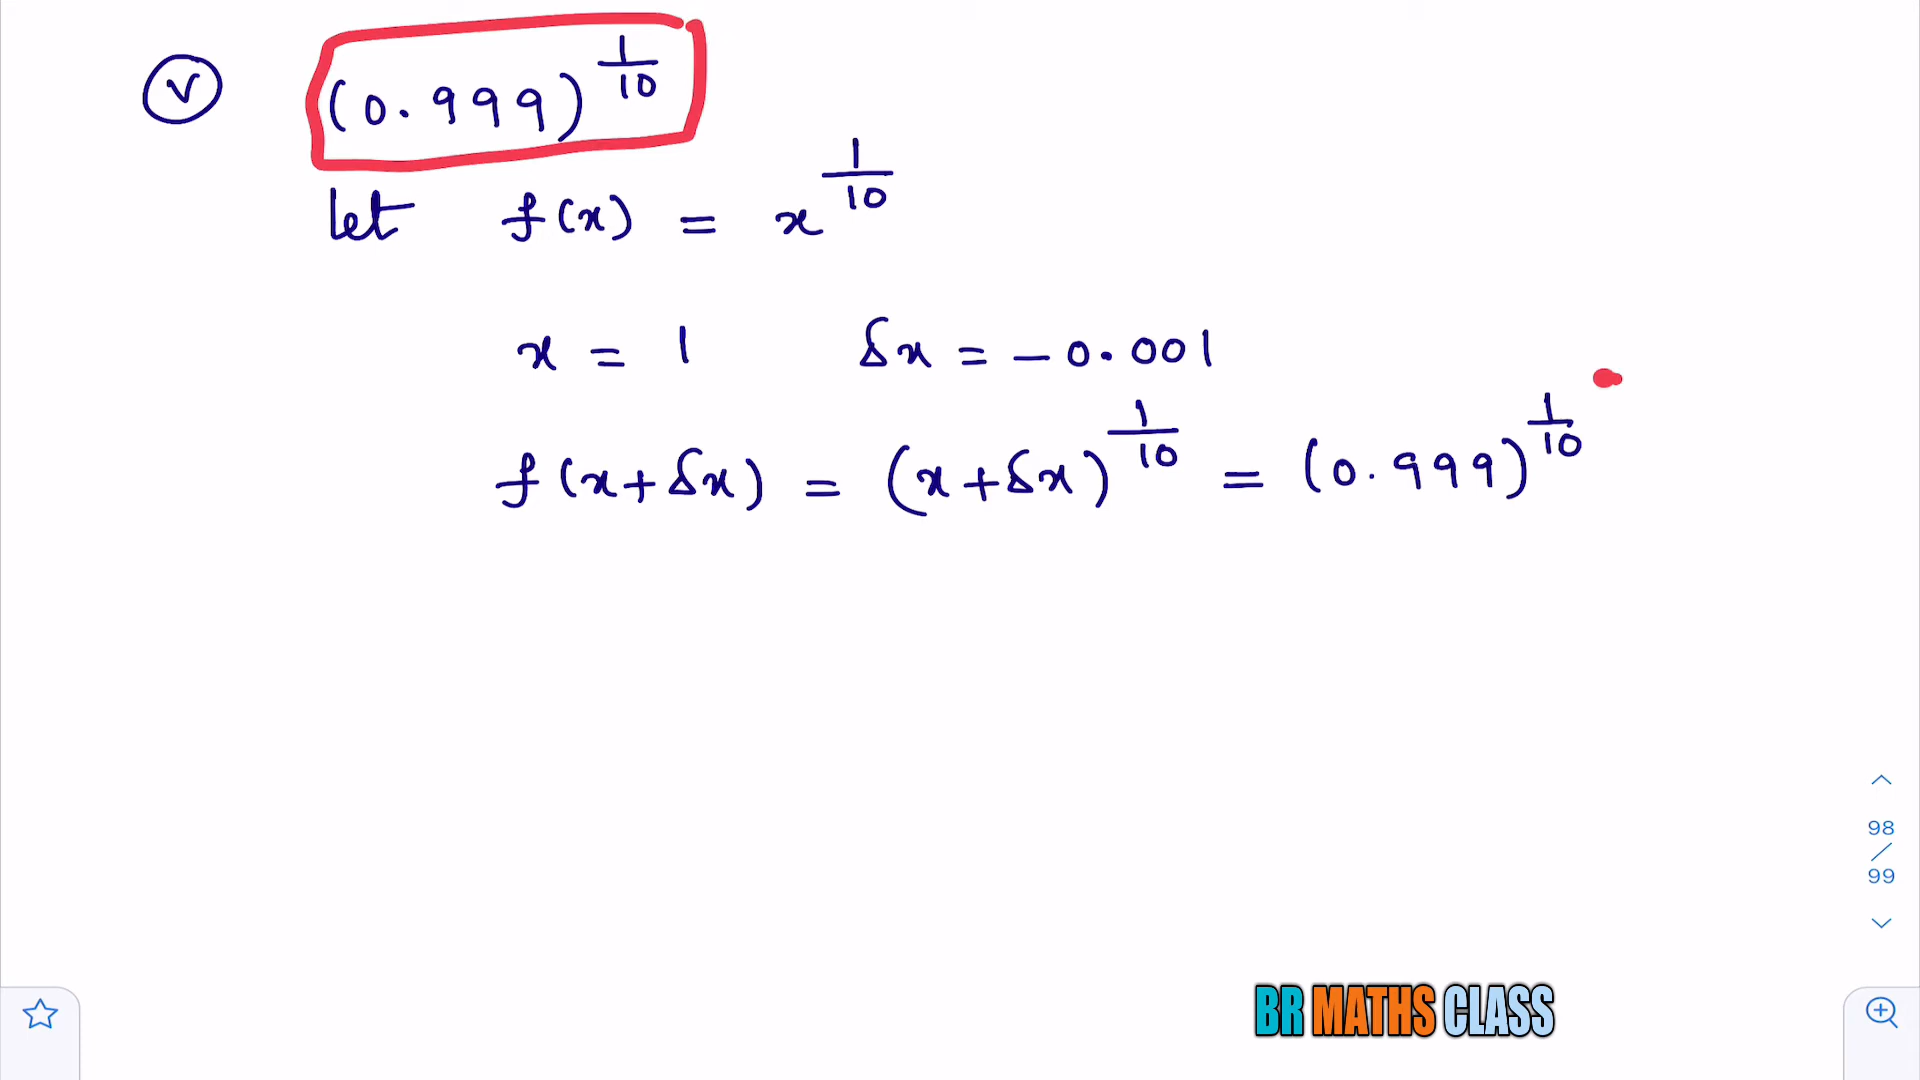 (v) (0.999)^(1/10)
let f(x) = x^(1/10)
x = 1 δx = -0.001
f(x+δx) = (x+δx)^(1/10) = (0.999)^(1/10)
98
/
99
BR MATHS CLASS